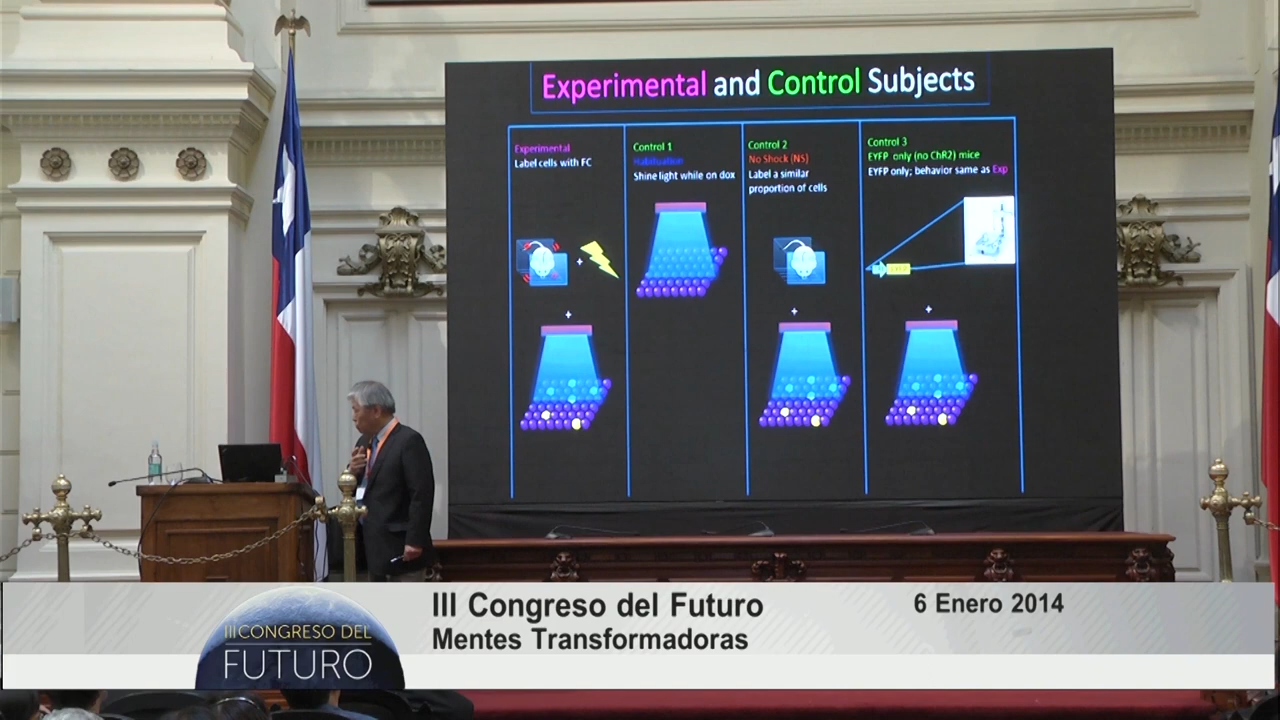 Experimental and Control Subjects
Experimental
Label cells with FC
Control 1
Habituation
Shine light while on dox
Control 2
No Shock (NS)
Label a similar
proportion of cells
Control 3
EYFP only (no ChR2) mice
EYFP only; behavior same as Exp
+
+
+
+
III Congreso del Futuro
Mentes Transformadoras
6 Enero 2014
III CONGRESO DEL
FUTURO